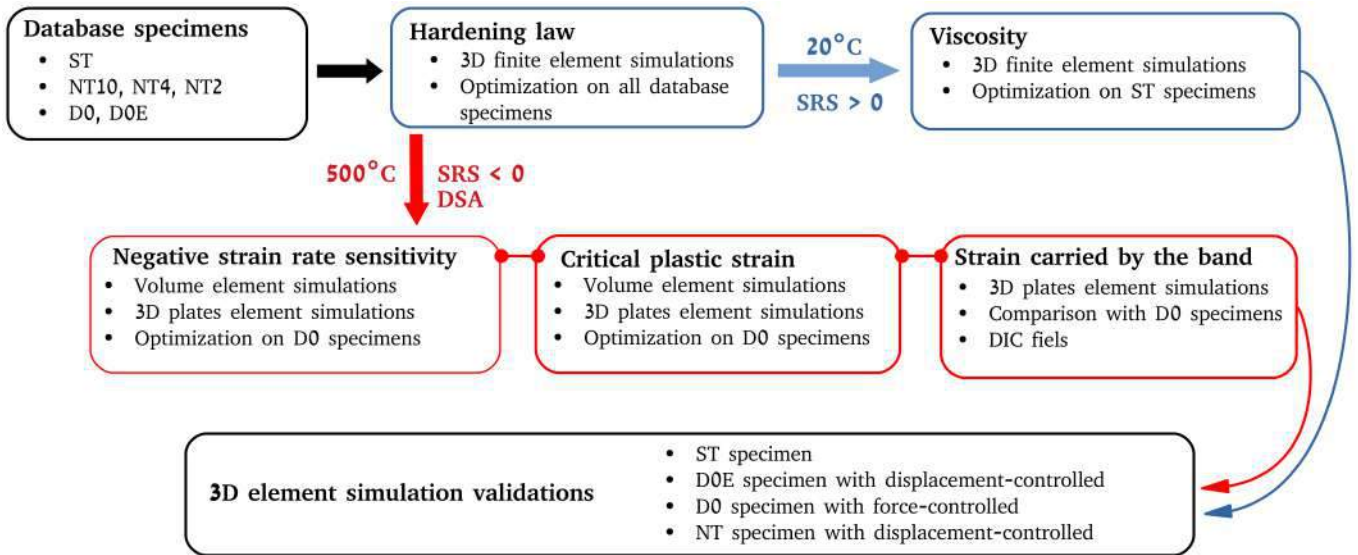 Database specimens
• ST
• NT10, NT4, NT2
• D0, D0E
Hardening law
• 3D finite element simulations
• Optimization on all database
specimens
20°C
SRS > 0
Viscosity
• 3D finite element simulations
• Optimization on ST specimens
500°C
SRS < 0
DSA
Negative strain rate sensitivity
• Volume element simulations
• 3D plates element simulations
• Optimization on D0 specimens
Critical plastic strain
• Volume element simulations
• 3D plates element simulations
• Optimization on D0 specimens
Strain carried by the band
• 3D plates element simulations
• Comparison with D0 specimens
• DIC fiels
3D element simulation validations
• ST specimen
• D0E specimen with displacement-controlled
• D0 specimen with force-controlled
• NT specimen with displacement-controlled